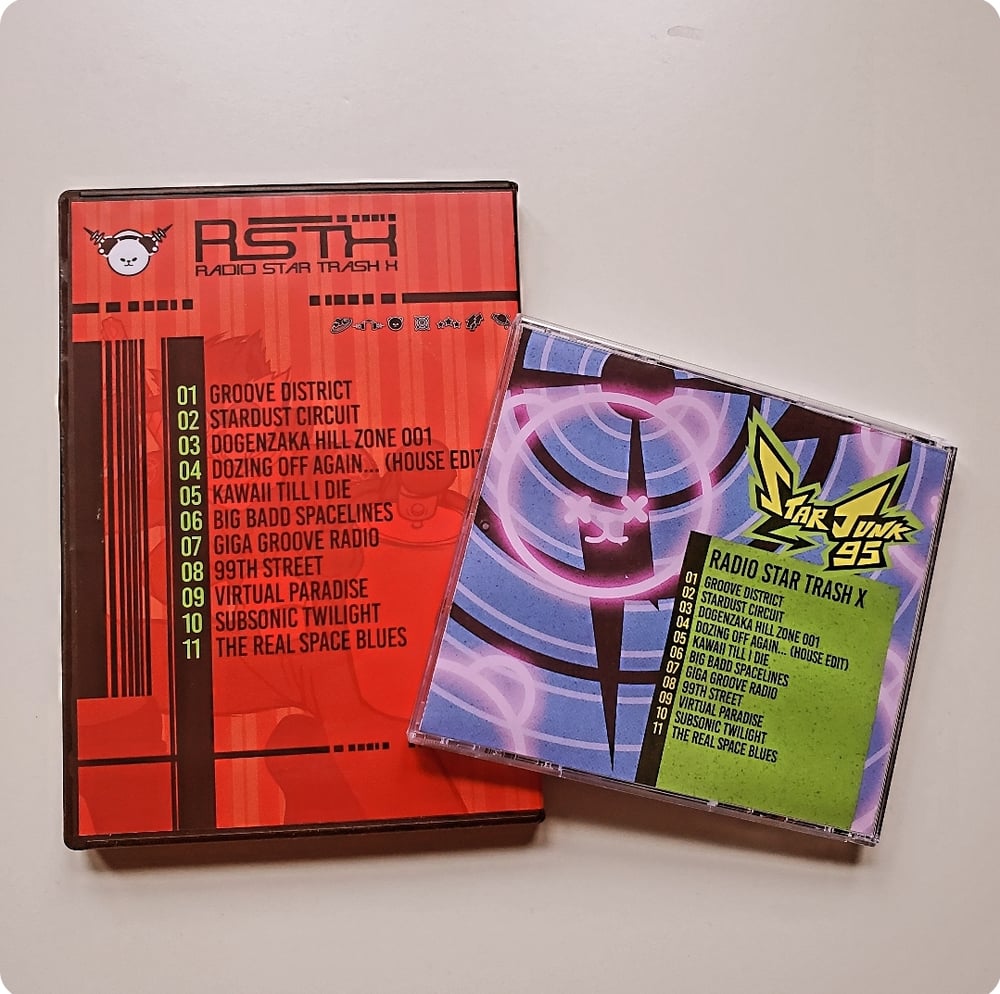 RSTX
RADIO STAR TRASH X
01 GROOVE DISTRICT
02 STARDUST CIRCUIT
03 DOGENZAKA HILL ZONE 001
04 DOZING OFF AGAIN... (HOUSE EDIT
05 KAWAII TILL I DIE
06 BIG BADD SPACELINES
07 GIGA GROOVE RADIO
08 99TH STREET
09 VIRTUAL PARADISE
10 SUBSONIC TWILIGHT
11 THE REAL SPACE BLUES
STAR JUNK
95
RADIO STAR TRASH X
01 GROOVE DISTRICT
02 STARDUST CIRCUIT
03 DOGENZAKA HILL ZONE 001
04 DOZING OFF AGAIN... (HOUSE EDIT)
05 KAWAII TILL I DIE
06 BIG BADD SPACELINES
07 GIGA GROOVE RADIO
08 99TH STREET
09 VIRTUAL PARADISE
10 SUBSONIC TWILIGHT
11 THE REAL SPACE BLUES